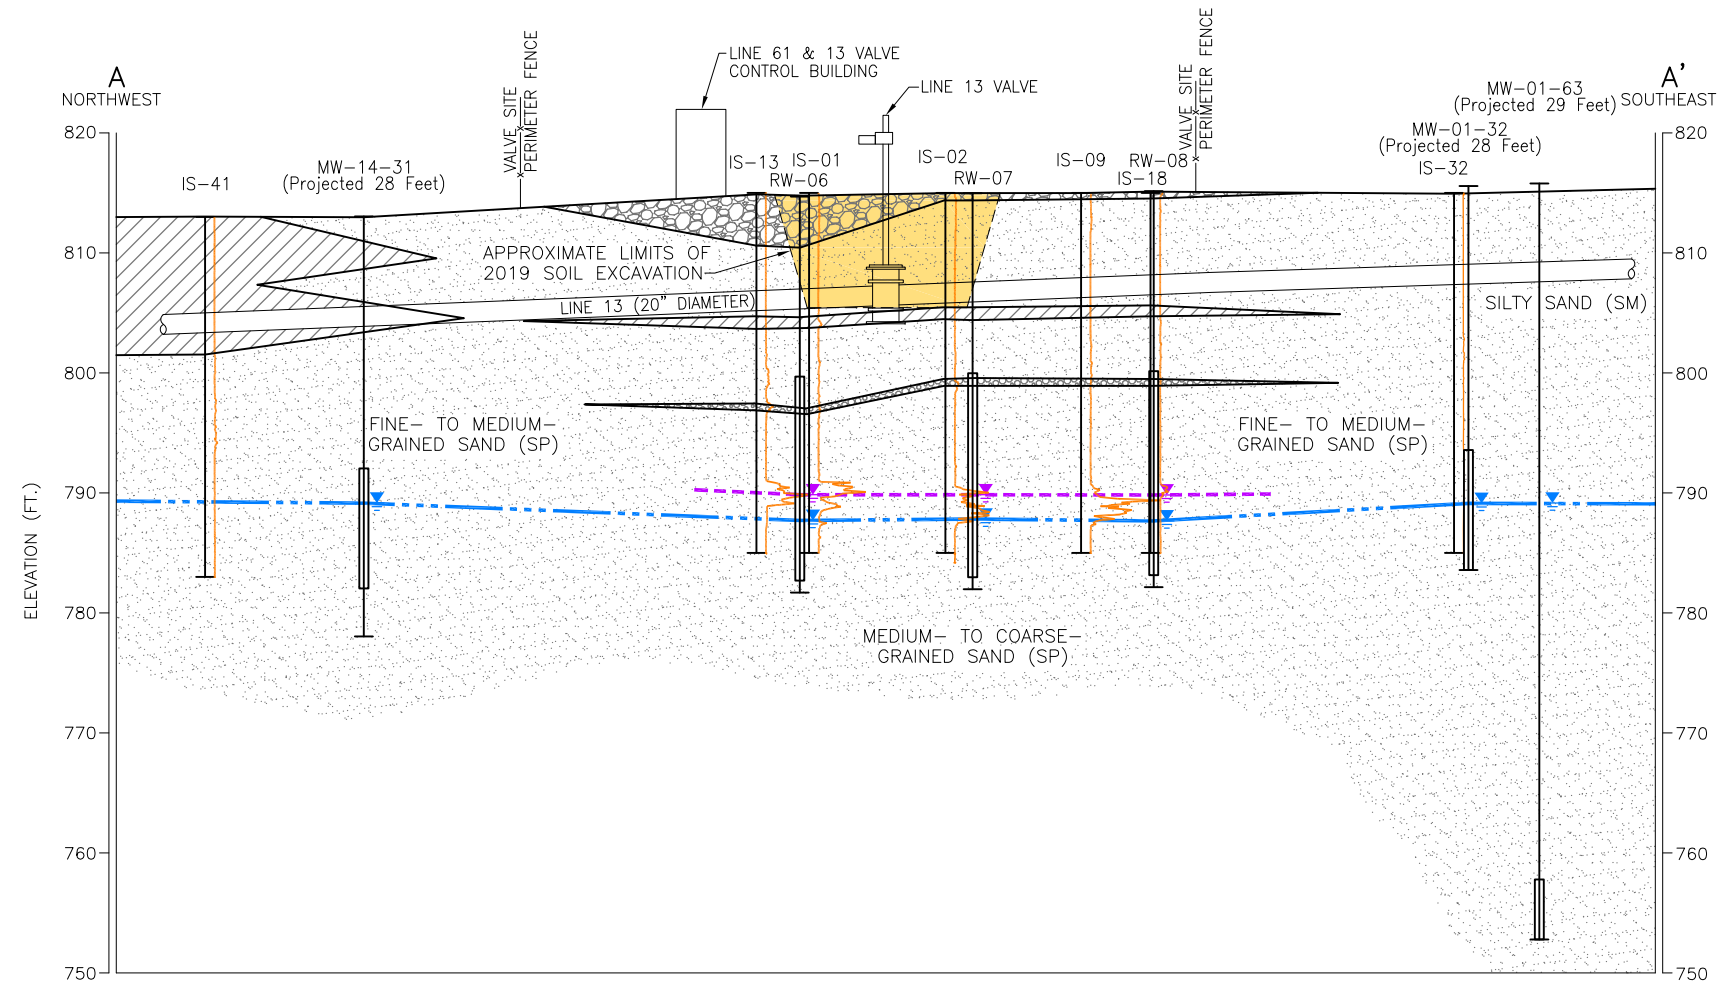 LINE 61 & 13 VALVE
CONTROL BUILDING
LINE 13 VALVE
VALVE SITE
PERIMETER FENCE
VALVE SITE
PERIMETER FENCE
A
NORTHWEST
A'
SOUTHEAST
MW-01-63
(Projected 29 Feet)
MW-01-32
(Projected 28 Feet)
IS-32
IS-41
MW-14-31
(Projected 28 Feet)
IS-13
IS-01
RW-06
IS-02
RW-07
IS-09
RW-08
IS-18
820
810
800
790
780
770
760
750
ELEVATION (FT.)
820
810
800
790
780
770
760
750
APPROXIMATE LIMITS OF
2019 SOIL EXCAVATION
LINE 13 (20" DIAMETER)
SILTY SAND (SM)
FINE- TO MEDIUM-
GRAINED SAND (SP)
FINE- TO MEDIUM-
GRAINED SAND (SP)
MEDIUM- TO COARSE-
GRAINED SAND (SP)